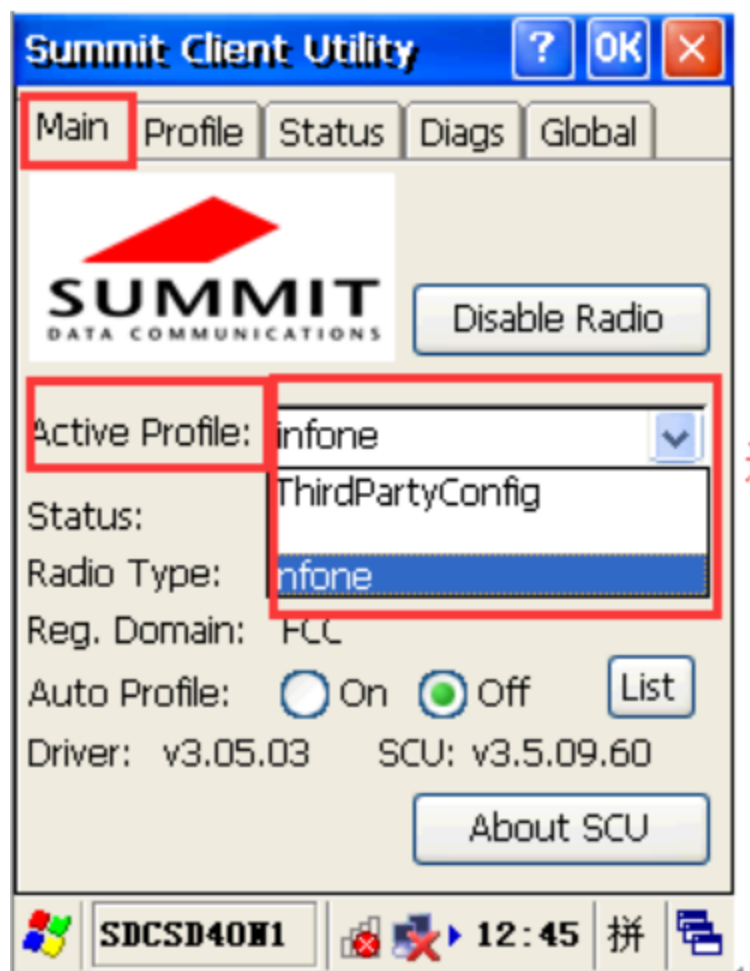 Summit Client Utility ? OK
Main Profile Status Diags Global
SUMMIT
DATA COMMUNICATIONS
Disable Radio
Active Profile: infone
ThirdPartyConfig
Status:
Radio Type: nfone
Reg. Domain: FCC
Auto Profile: On Off List
Driver: v3.05.03 SCU: v3.5.09.60
About SCU
SDCSD40N1 12:45 拼